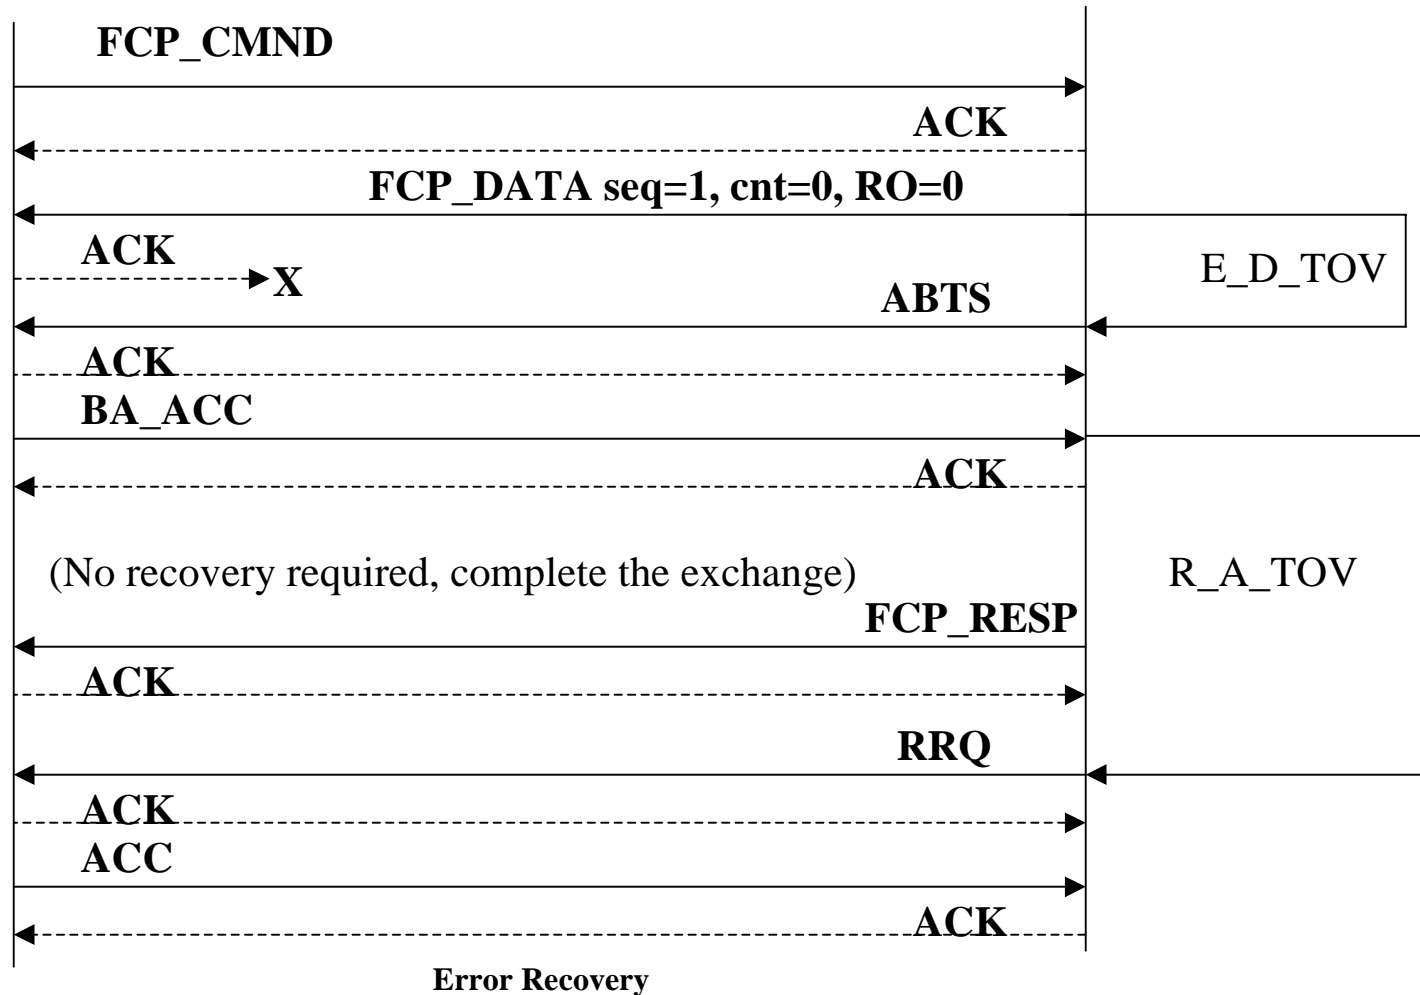 FCP_CMND
ACK
FCP_DATA seq=1, cnt=0, RO=0
ACK
X
E_D_TOV
ABTS
ACK
BA_ACC
ACK
(No recovery required, complete the exchange)
R_A_TOV
FCP_RESP
ACK
RRQ
ACK
ACC
ACK
Error Recovery